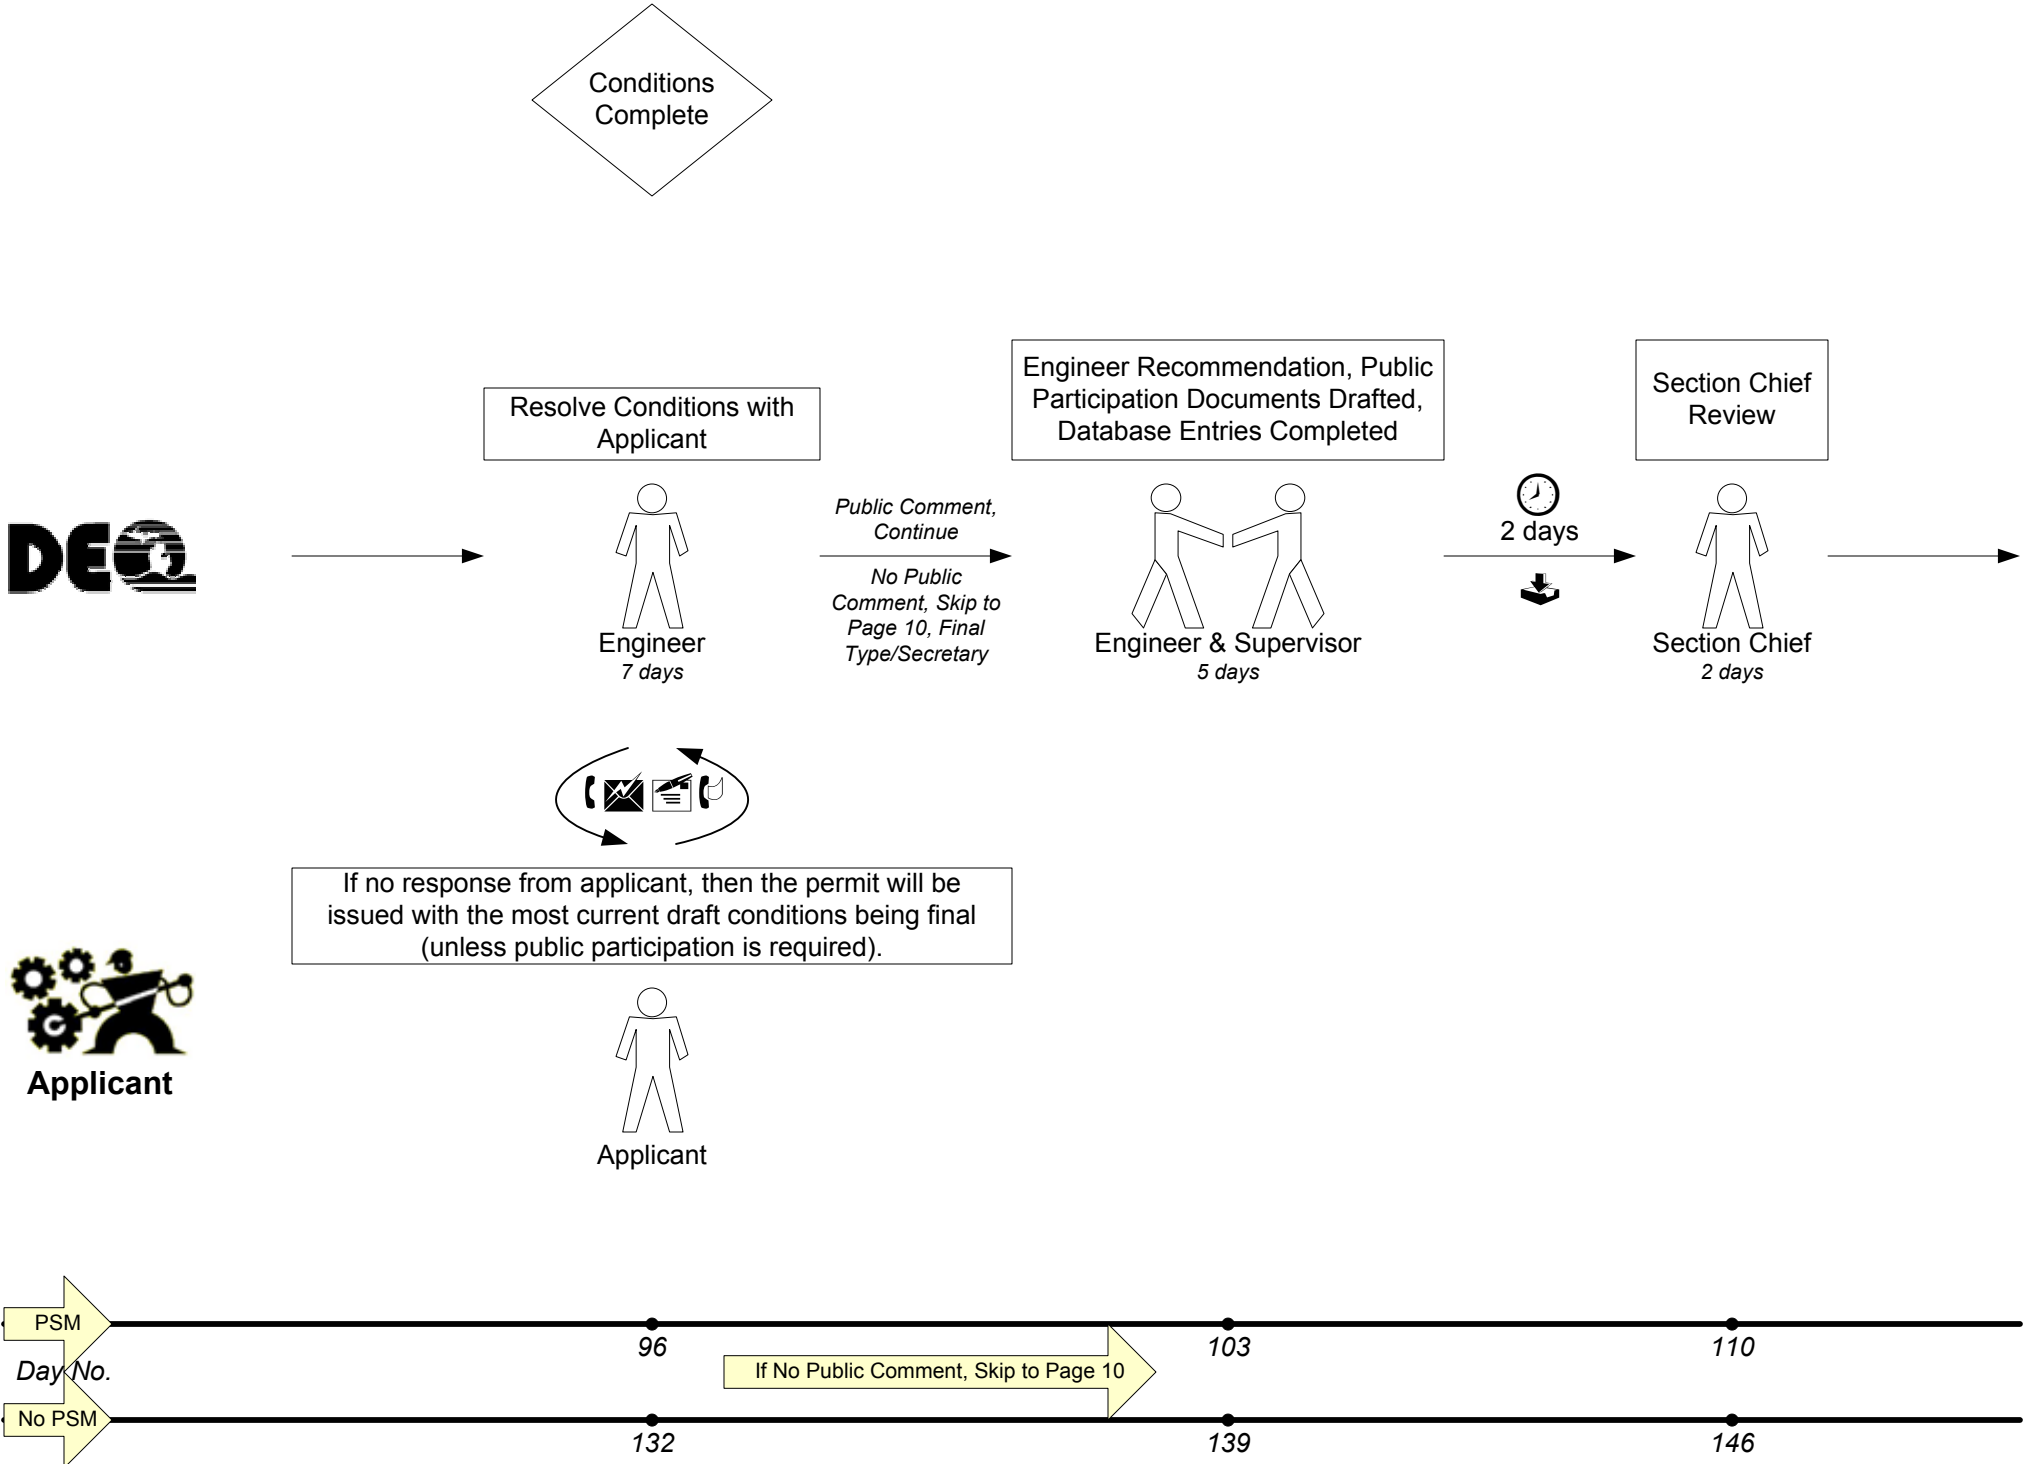 Conditions
Complete
Resolve Conditions with
Applicant
Engineer Recommendation, Public
Participation Documents Drafted,
Database Entries Completed
Section Chief
Review
DEQ
Public Comment,
Continue
No Public
Comment, Skip to
Page 10, Final
Type/Secretary
2 days
Engineer
7 days
Engineer & Supervisor
5 days
Section Chief
2 days
If no response from applicant, then the permit will be
issued with the most current draft conditions being final
(unless public participation is required).
Applicant
Applicant
PSM
96
103
110
Day No.
If No Public Comment, Skip to Page 10
No PSM
132
139
146